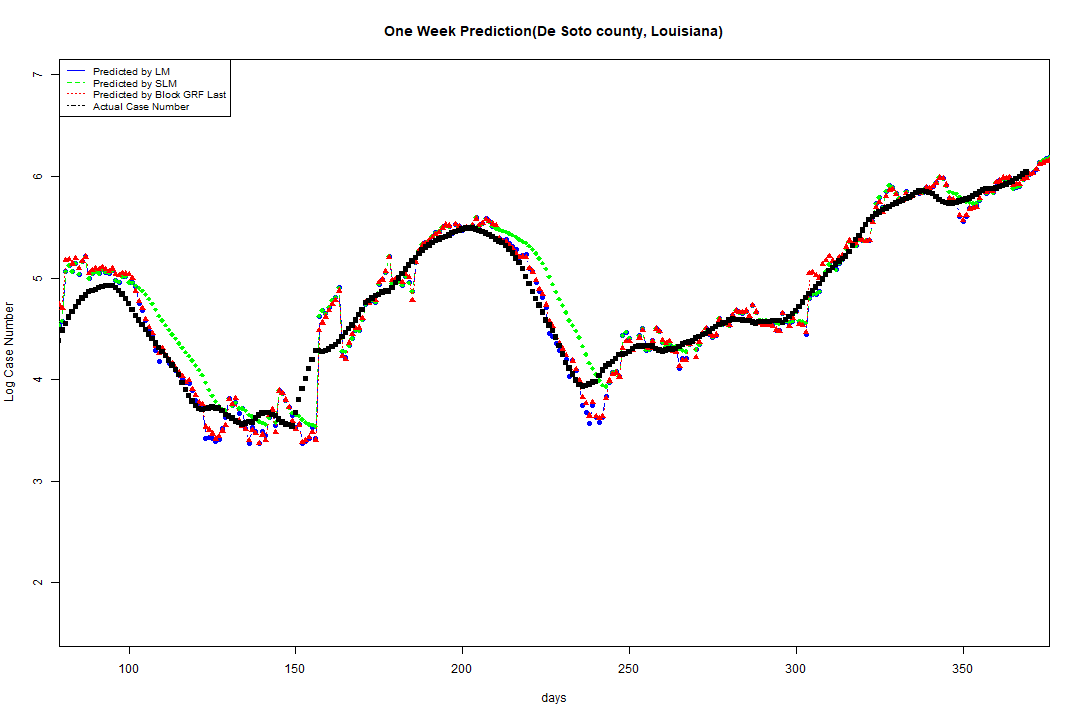 One Week Prediction(De Soto county, Louisiana)
Predicted by LM
Predicted by SLM
Predicted by Block GRF Last
Actual Case Number
7
6
5
4
3
2
Log Case Number
100 150 200 250 300 350
days